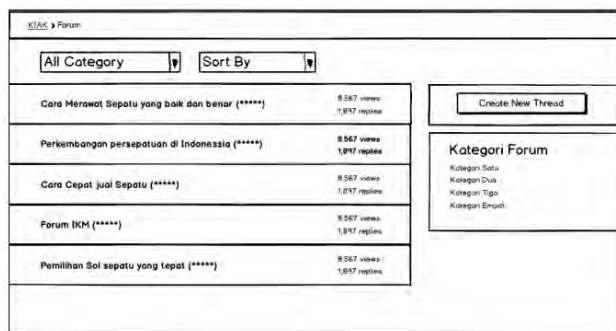 KIAK > Forum
All Category
Sort By
Cara Merawat Sepatu yang baik dan benar (*****)
8.567 views
1,897 replies
Perkembangan persepatuan di Indonessia (*****)
8.567 views
1,897 replies
Cara Cepat jual Sepatu (*****)
8.567 views
1,897 replies
Forum IKM (*****)
8.567 views
1,897 replies
Pemilihan Sol sepatu yang tepat (*****)
8.567 views
1,897 replies
Create New Thread
Kategori Forum
Kategori Satu
Kategori Dua
Kategori Tiga
Kategori Empat